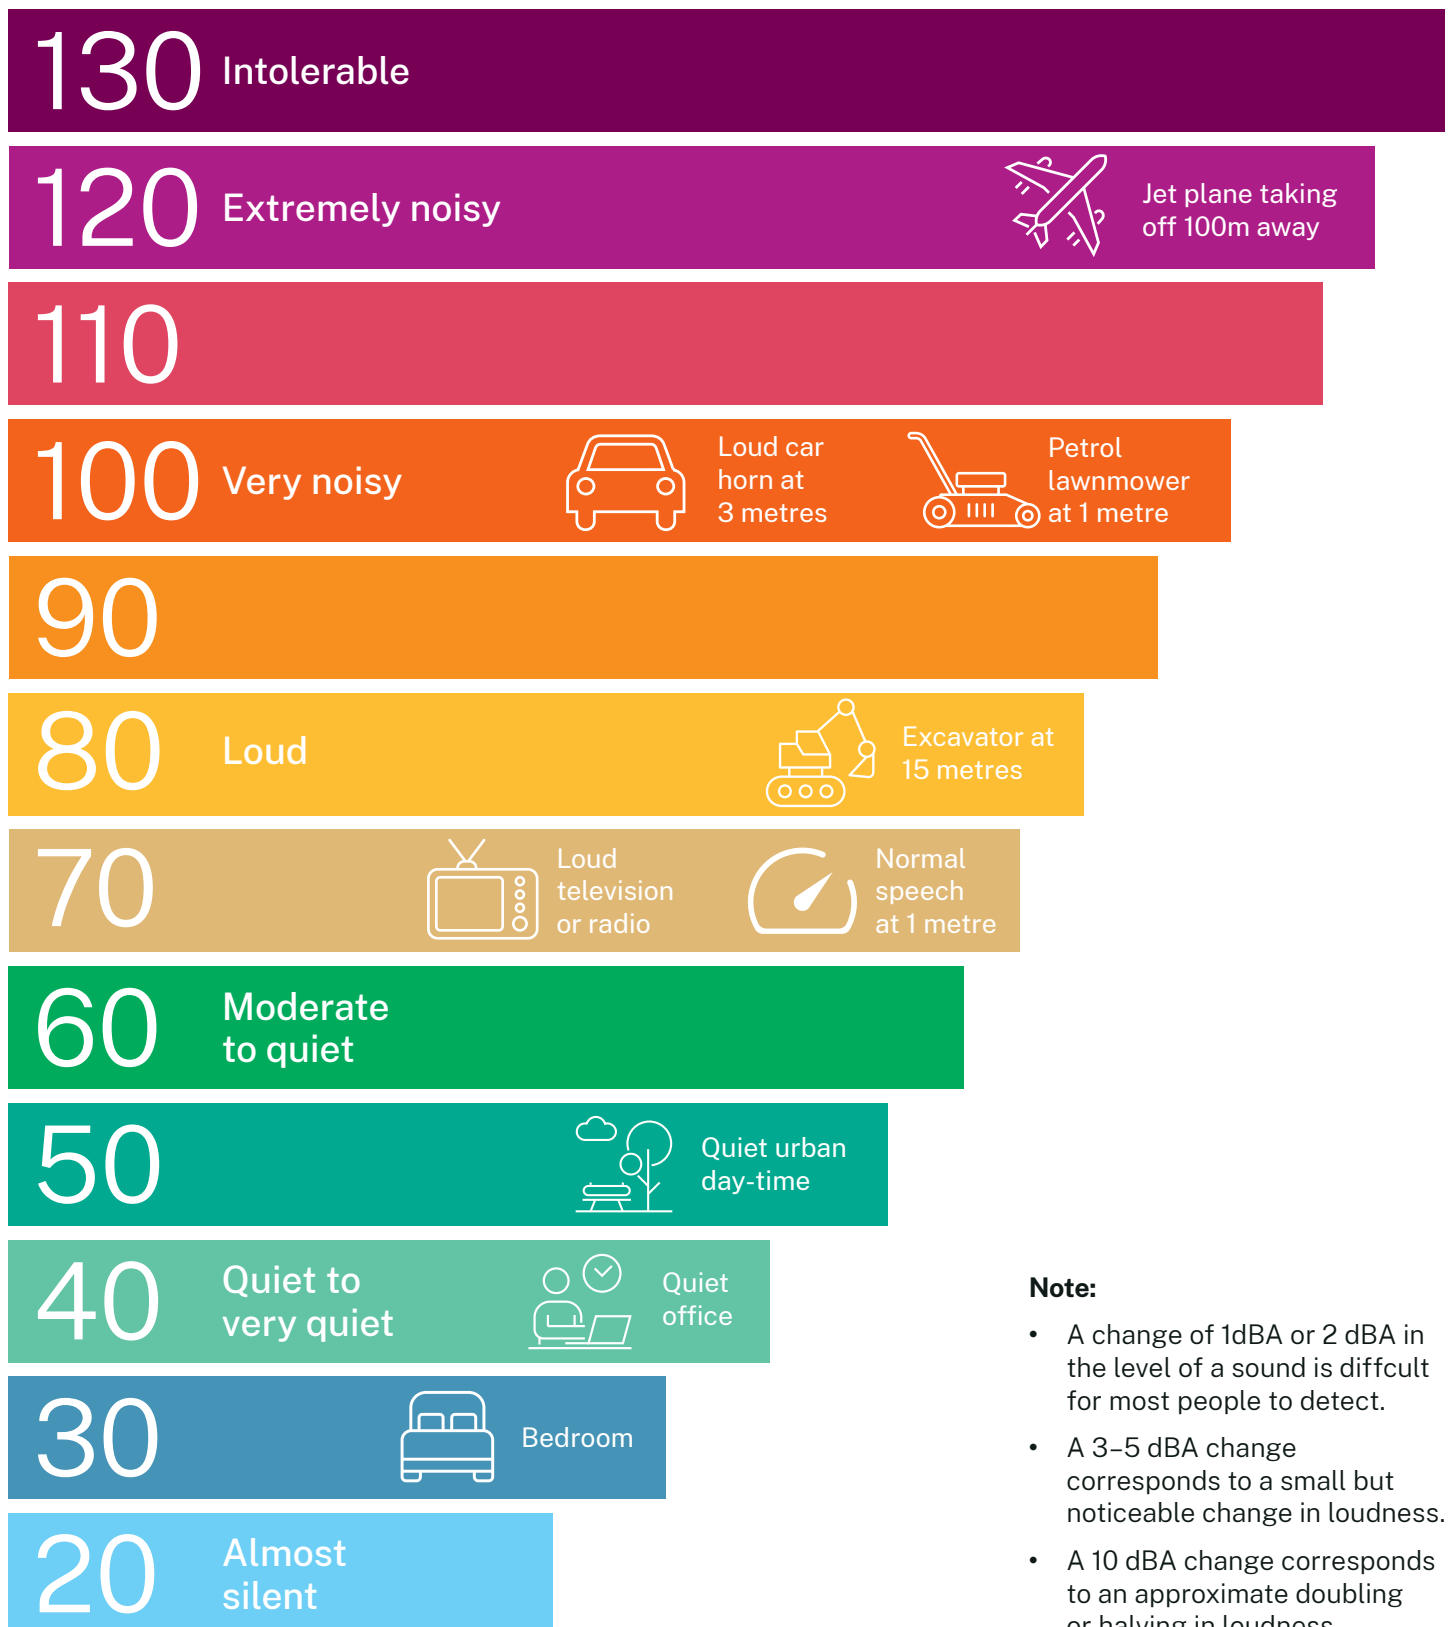 130 Intolerable
120 Extremely noisy
Jet plane taking
off 100m away
110
100 Very noisy
Loud car
horn at
3 metres
Petrol
lawnmower
at 1 metre
90
80 Loud
Excavator at
15 metres
70
Loud
television
or radio
Normal
speech
at 1 metre
60
Moderate
to quiet
50
Quiet urban
day-time
40
Quiet to
very quiet
Quiet
office
30
Bedroom
20
Almost
silent
Note:
• A change of 1dBA or 2 dBA in
the level of a sound is diffcult
for most people to detect.
• A 3–5 dBA change
corresponds to a small but
noticeable change in loudness.
• A 10 dBA change corresponds
to an approximate doubling
or halving in loudness